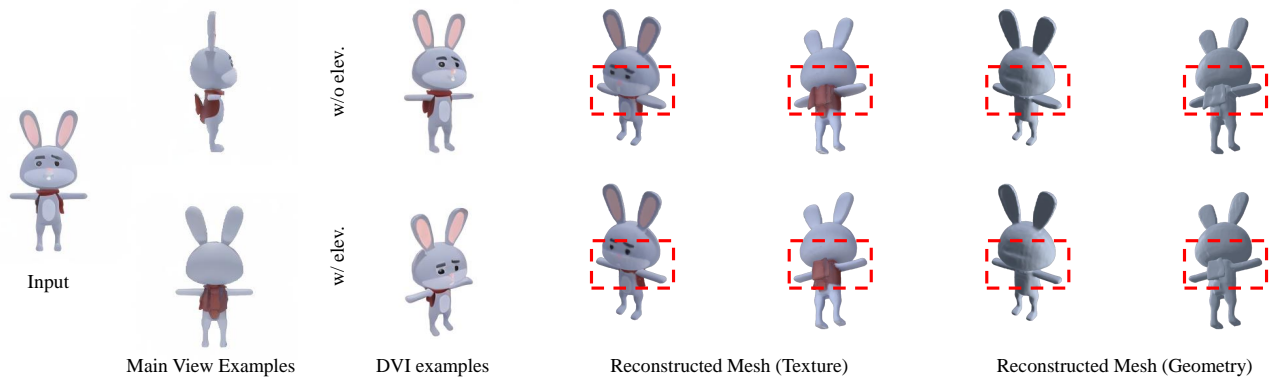 w/o elev.
w/ elev.
Input
Main View Examples
DVI examples
Reconstructed Mesh (Texture)
Reconstructed Mesh (Geometry)